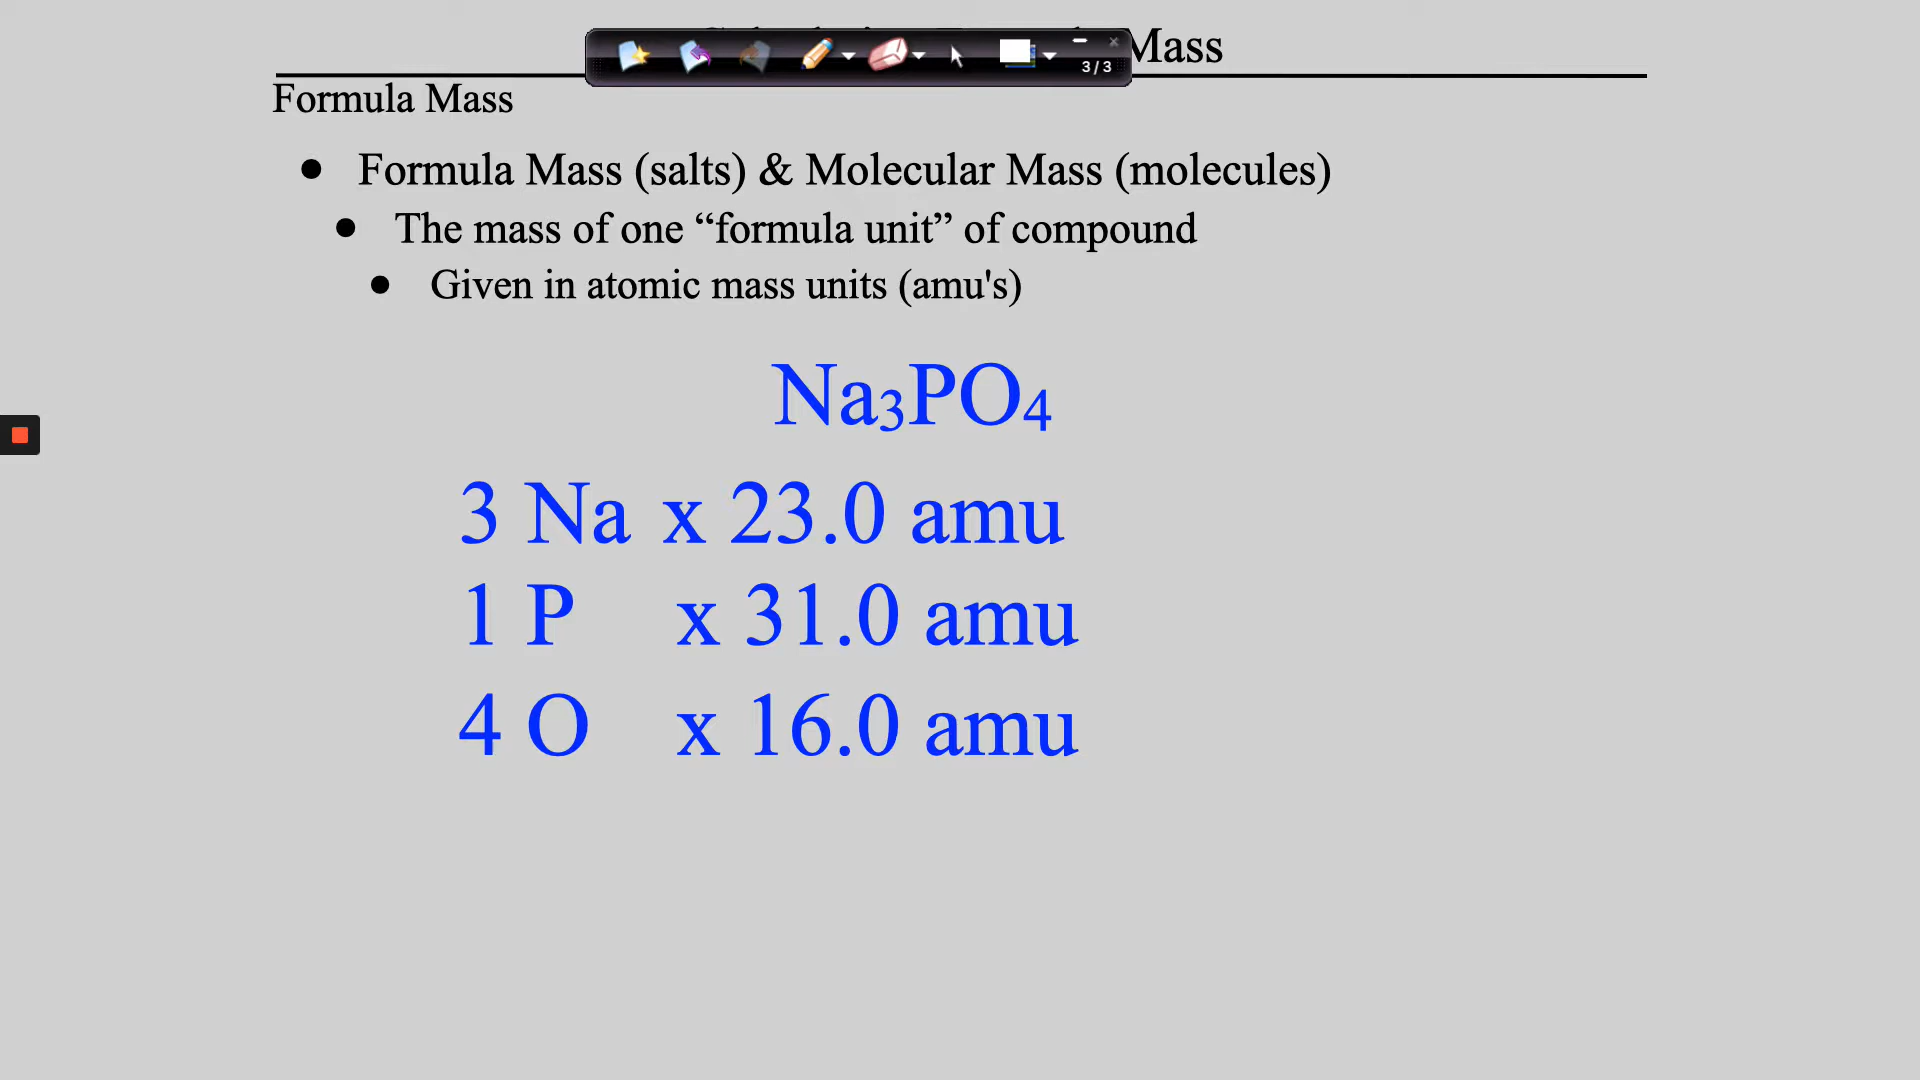 Mass
3/3
Formula Mass
• Formula Mass (salts) & Molecular Mass (molecules)
• The mass of one “formula unit” of compound
• Given in atomic mass units (amu's)
Na₃PO₄
3 Na x 23.0 amu
1 P x 31.0 amu
4 O x 16.0 amu